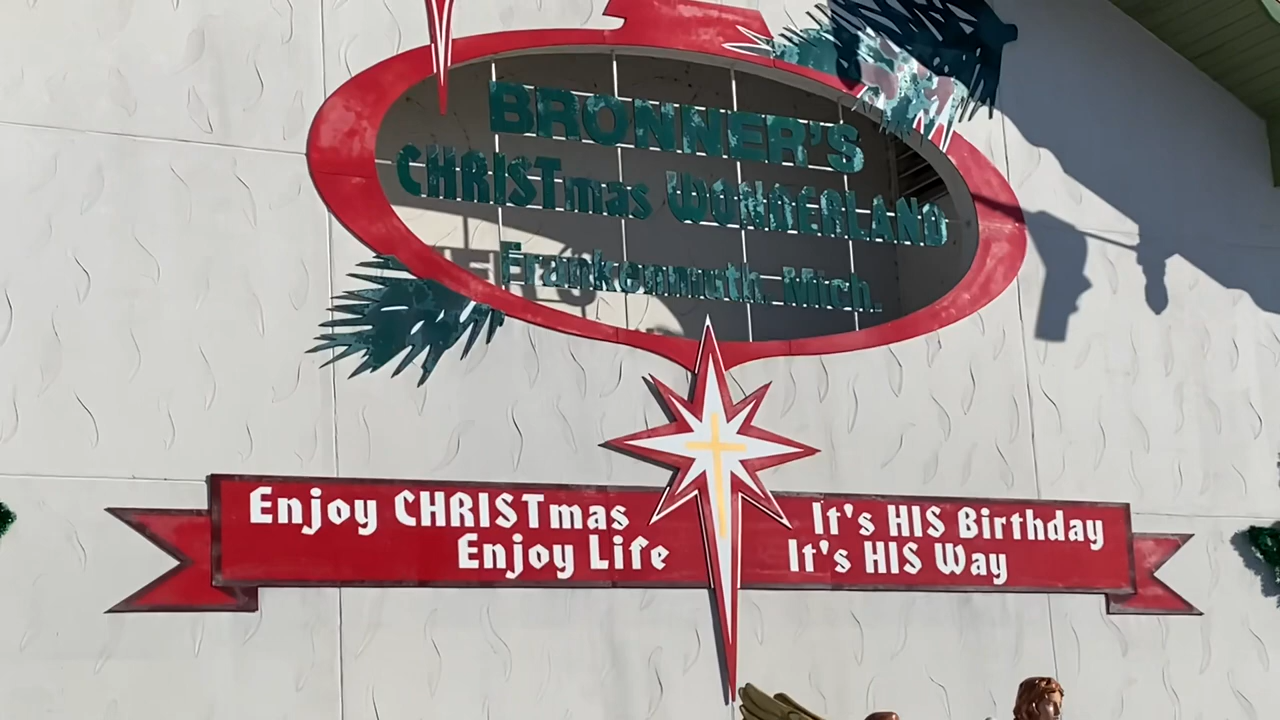 BRONNER'S
CHRISTmas WONDERLAND
Frankenmuth, Mich.
Enjoy CHRISTmas
Enjoy Life
It's HIS Birthday
It's HIS Way